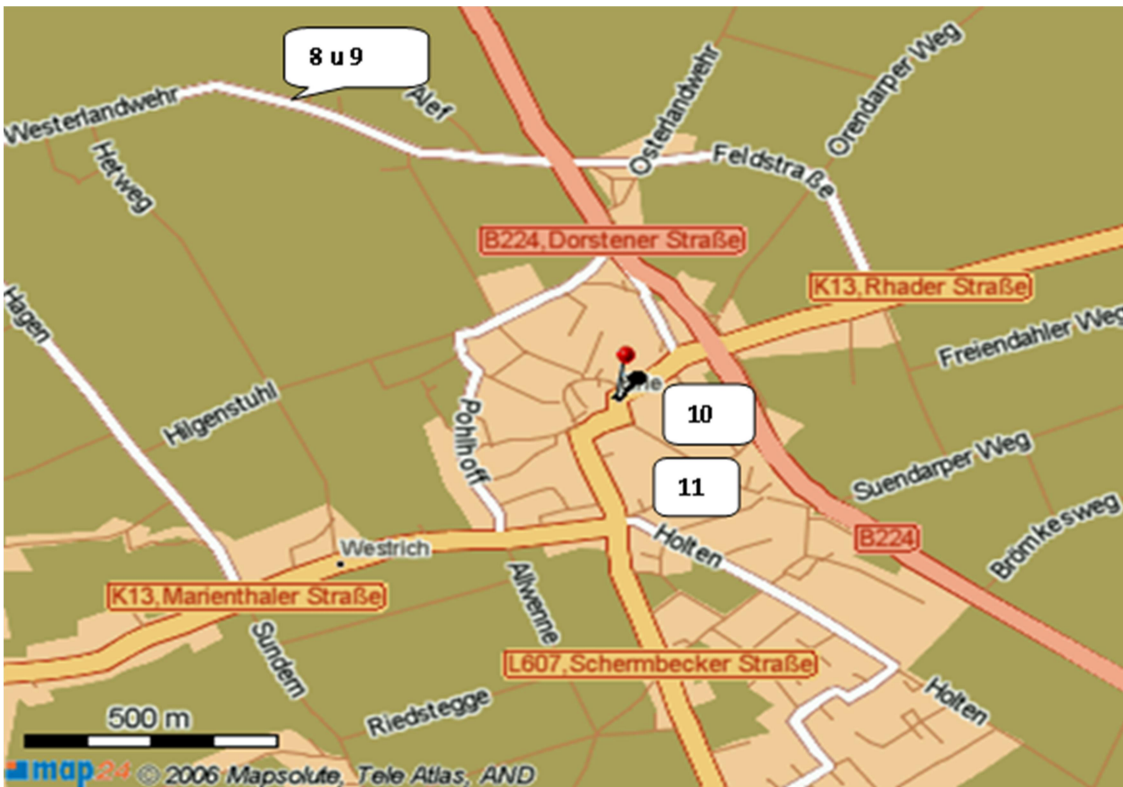 8 u 9
Westerlandwehr
Alef
Hetweg
Osterlandwehr
Orendarper Weg
Feldstraße
B224,Dorstener Straße
K13,Rhader Straße
Hagen
Freiendahler Weg
Hilgenstuhl
Pohlhoff
10
11
Suendarper Weg
B224
Brömkesweg
Westrich
Holten
K13,Marienthaler Straße
Allwenne
Sundern
L607,Schermbecker Straße
Riedstegge
Holten
500 m
map24 © 2006 Mapsolute, Tele Atlas, AND